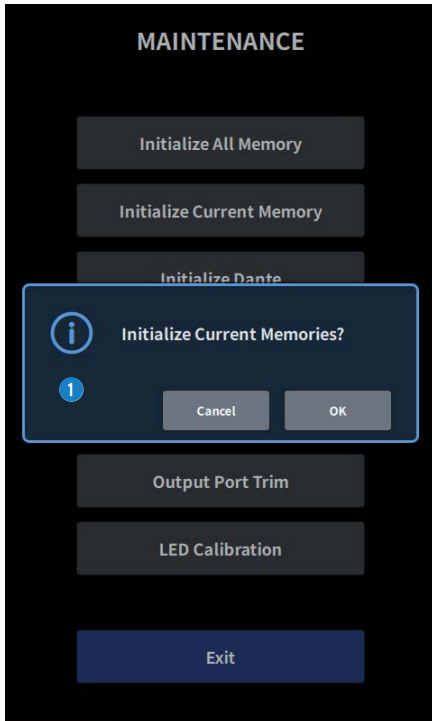 MAINTENANCE
Initialize All Memory
Initialize Current Memory
Initialize Dante
Initialize Current Memories?
1
Cancel
OK
Output Port Trim
LED Calibration
Exit